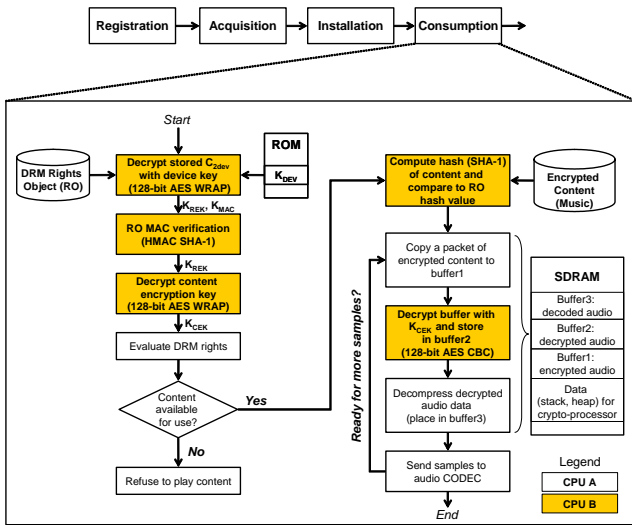 Registration
Acquisition
Installation
Consumption
Start
DRM Rights
Object (RO)
Decrypt stored C2dev
with device key
(128-bit AES WRAP)
ROM
KDEV
KREK, KMAC
RO MAC verification
(HMAC SHA-1)
KREK
Decrypt content
encryption key
(128-bit AES WRAP)
KCEK
Evaluate DRM rights
Content
available
for use?
Yes
No
Refuse to play content
Compute hash (SHA-1)
of content and
compare to RO
hash value
Encrypted
Content
(Music)
Copy a packet of
encrypted content to
buffer1
Ready for more samples?
Decrypt buffer with
KCEK and store
in buffer2
(128-bit AES CBC)
Decompress decrypted
audio data
(place in buffer3)
Send samples to
audio CODEC
End
SDRAM
Buffer3:
decoded audio
Buffer2:
decrypted audio
Buffer1:
encrypted audio
Data
(stack, heap) for
crypto-processor
Legend
CPU A
CPU B